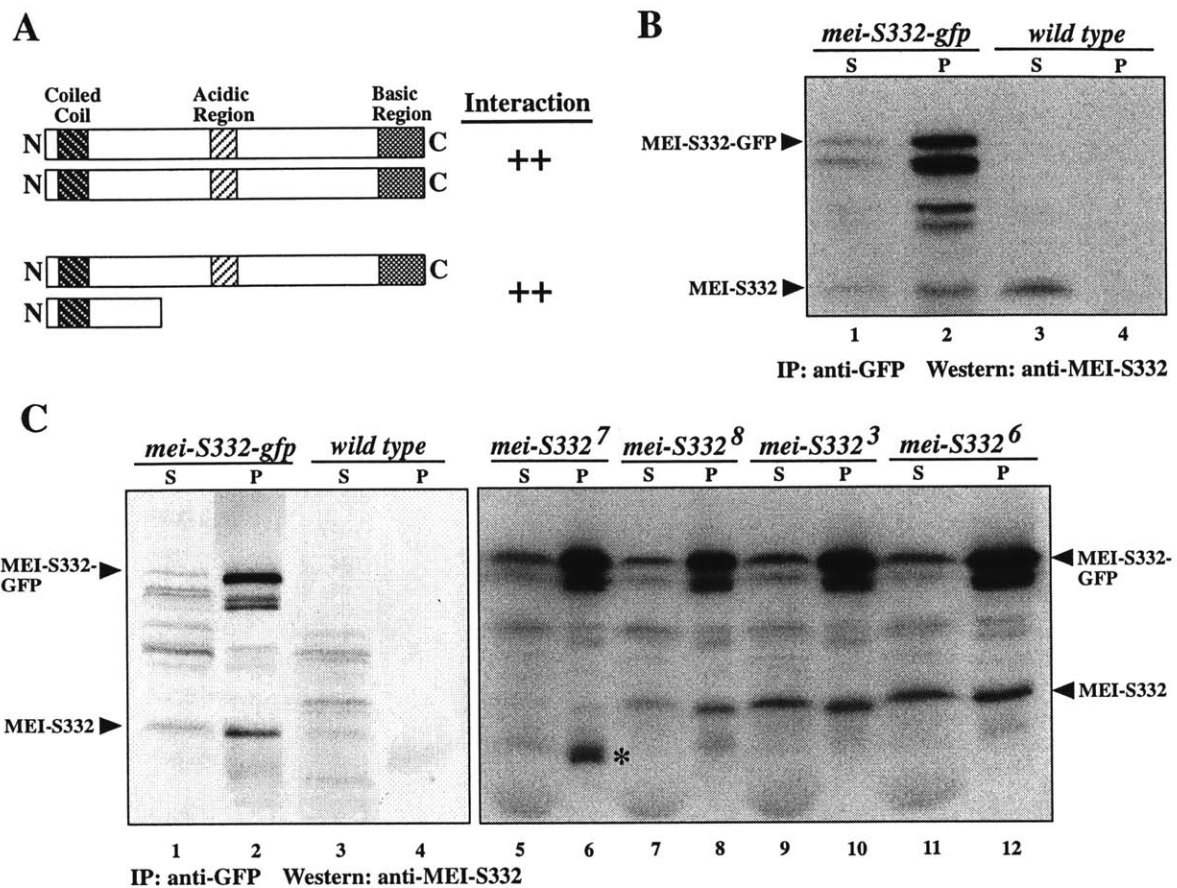 A
Coiled Coil
Acidic Region
Basic Region
Interaction
N C
++
N C
N C
++
N
B
mei-S332-gfp wild type
S P S P
MEI-S332-GFP
MEI-S332
1 2 3 4
IP: anti-GFP Western: anti-MEI-S332
C
mei-S332-gfp wild type mei-S332⁷ mei-S332⁸ mei-S332³ mei-S332⁶
S P S P S P S P S P S P
MEI-S332-
GFP
MEI-S332
*
MEI-S332-
GFP
MEI-S332
1 2 3 4 5 6 7 8 9 10 11 12
IP: anti-GFP Western: anti-MEI-S332